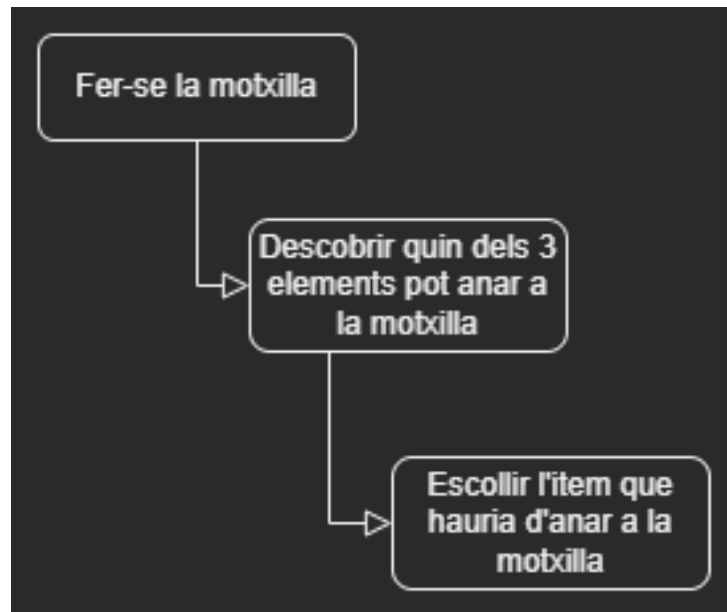 Fer-se la motxilla
Descobrir quin dels 3
elements pot anar a
la motxilla
Escollir l'item que
hauria d'anar a la
motxilla